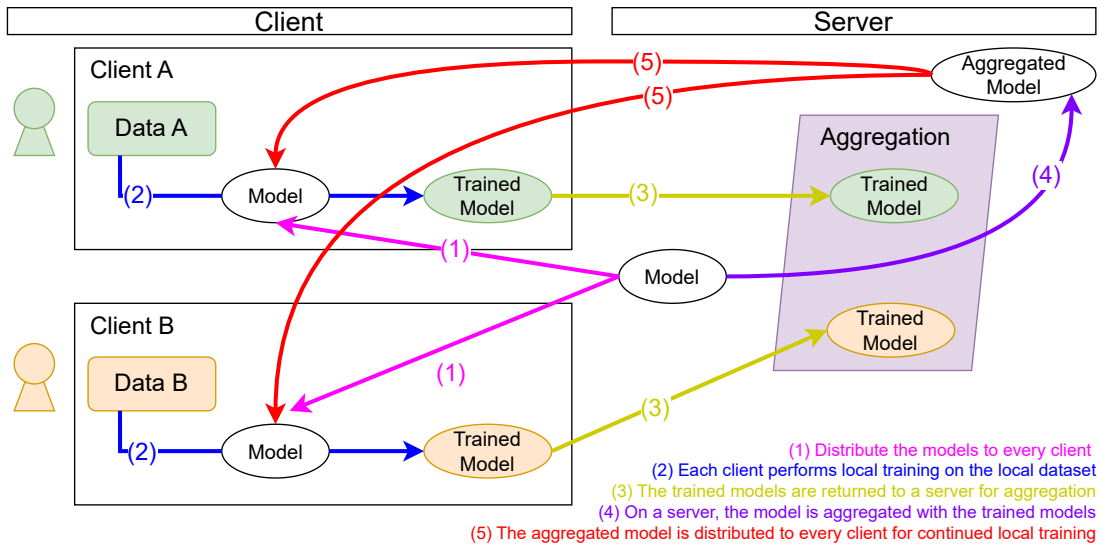 Client
Server
Client A
Data A
(2)
Model
Trained
Model
(3)
(5)
(5)
Aggregated
Model
Aggregation
Trained
Model
(4)
(1)
Model
Client B
Data B
(2)
Model
(1)
Trained
Model
(3)
Trained
Model
(1) Distribute the models to every client
(2) Each client performs local training on the local dataset
(3) The trained models are returned to a server for aggregation
(4) On a server, the model is aggregated with the trained models
(5) The aggregated model is distributed to every client for continued local training